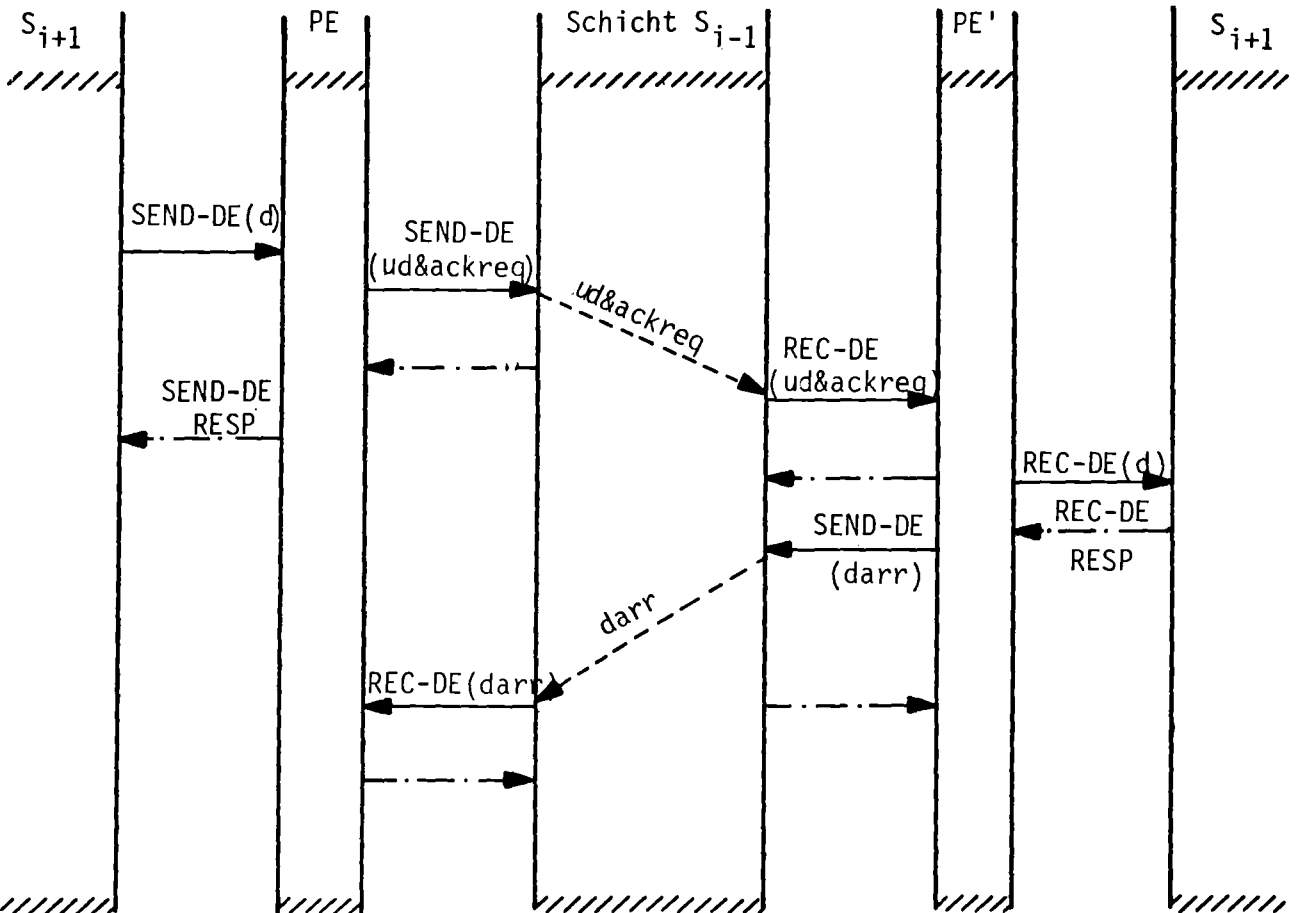 S_{i+1} PE Schicht S_{i-1} PE' S_{i+1}
SEND-DE(d)
SEND-DE
(ud&ackreq)
ud&ackreq
REC-DE
(ud&ackreq)
SEND-DE
RESP
REC-DE(d)
REC-DE
RESP
SEND-DE
(darr)
darr
REC-DE(darr)